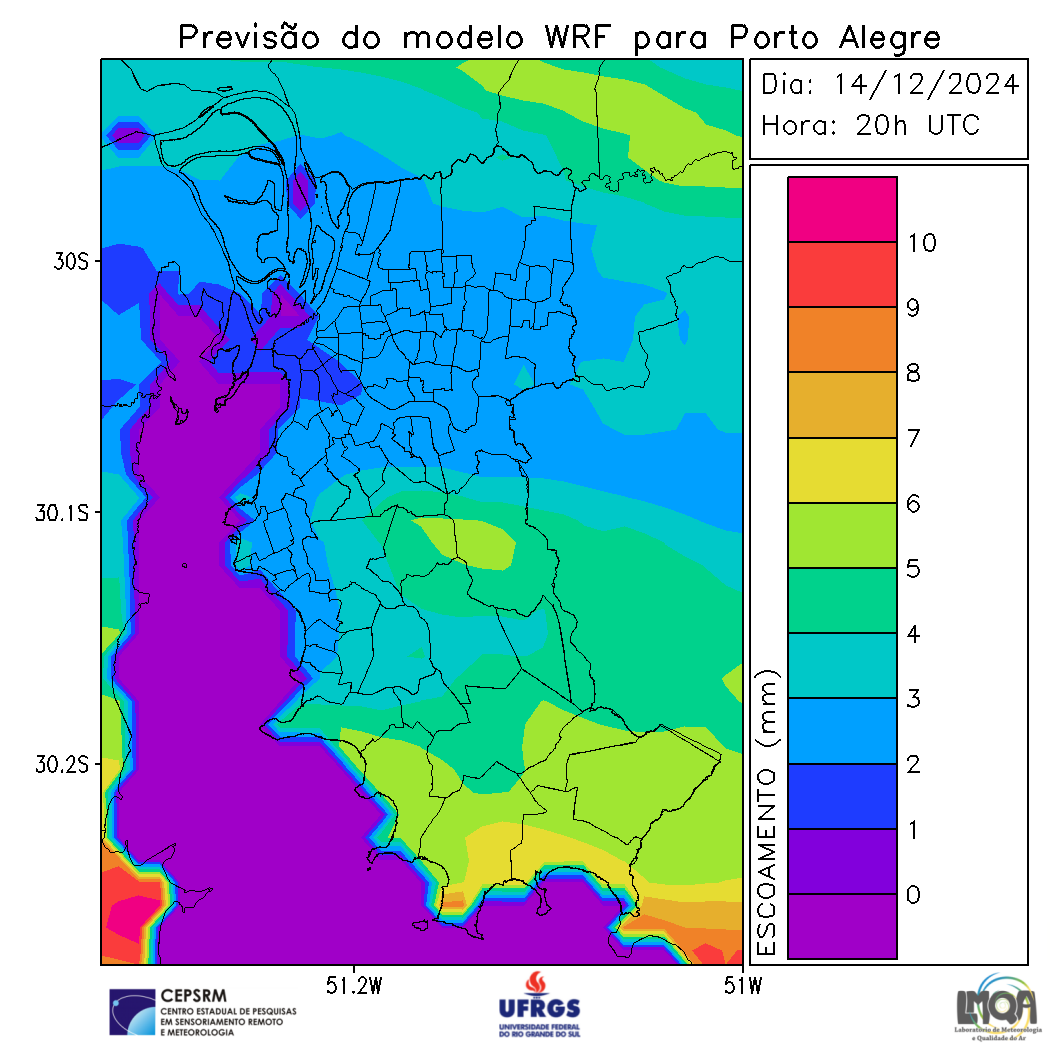 Previsão do modelo WRF para Porto Alegre
Dia: 14/12/2024
Hora: 20h UTC
10
9
8
7
6
5
4
3
2
1
0
ESCOAMENTO (mm)
30S
30.1S
30.2S
51.2W
51W
CEPSRM
CENTRO ESTADUAL DE PESQUISAS
EM SENSORIAMENTO REMOTO
E METEOROLOGIA
UFRGS
UNIVERSIDADE FEDERAL
DO RIO GRANDE DO SUL
LMQA
Laboratório de Meteorologia
e Qualidade do Ar